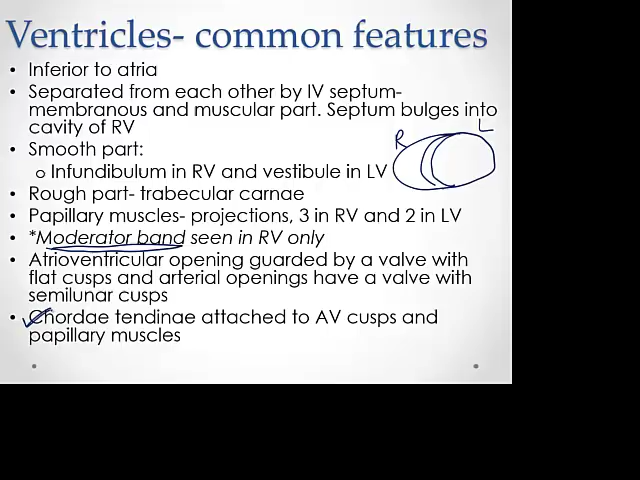 Ventricles- common features
• Inferior to atria
• Separated from each other by IV septum-
membranous and muscular part. Septum bulges into
cavity of RV
• Smooth part:
o Infundibulum in RV and vestibule in LV
R
L
• Rough part- trabecular carnae
• Papillary muscles- projections, 3 in RV and 2 in LV
• *Moderator band seen in RV only
• Atrioventricular opening guarded by a valve with
flat cusps and arterial openings have a valve with
semilunar cusps
• Chordae tendinae attached to AV cusps and
papillary muscles